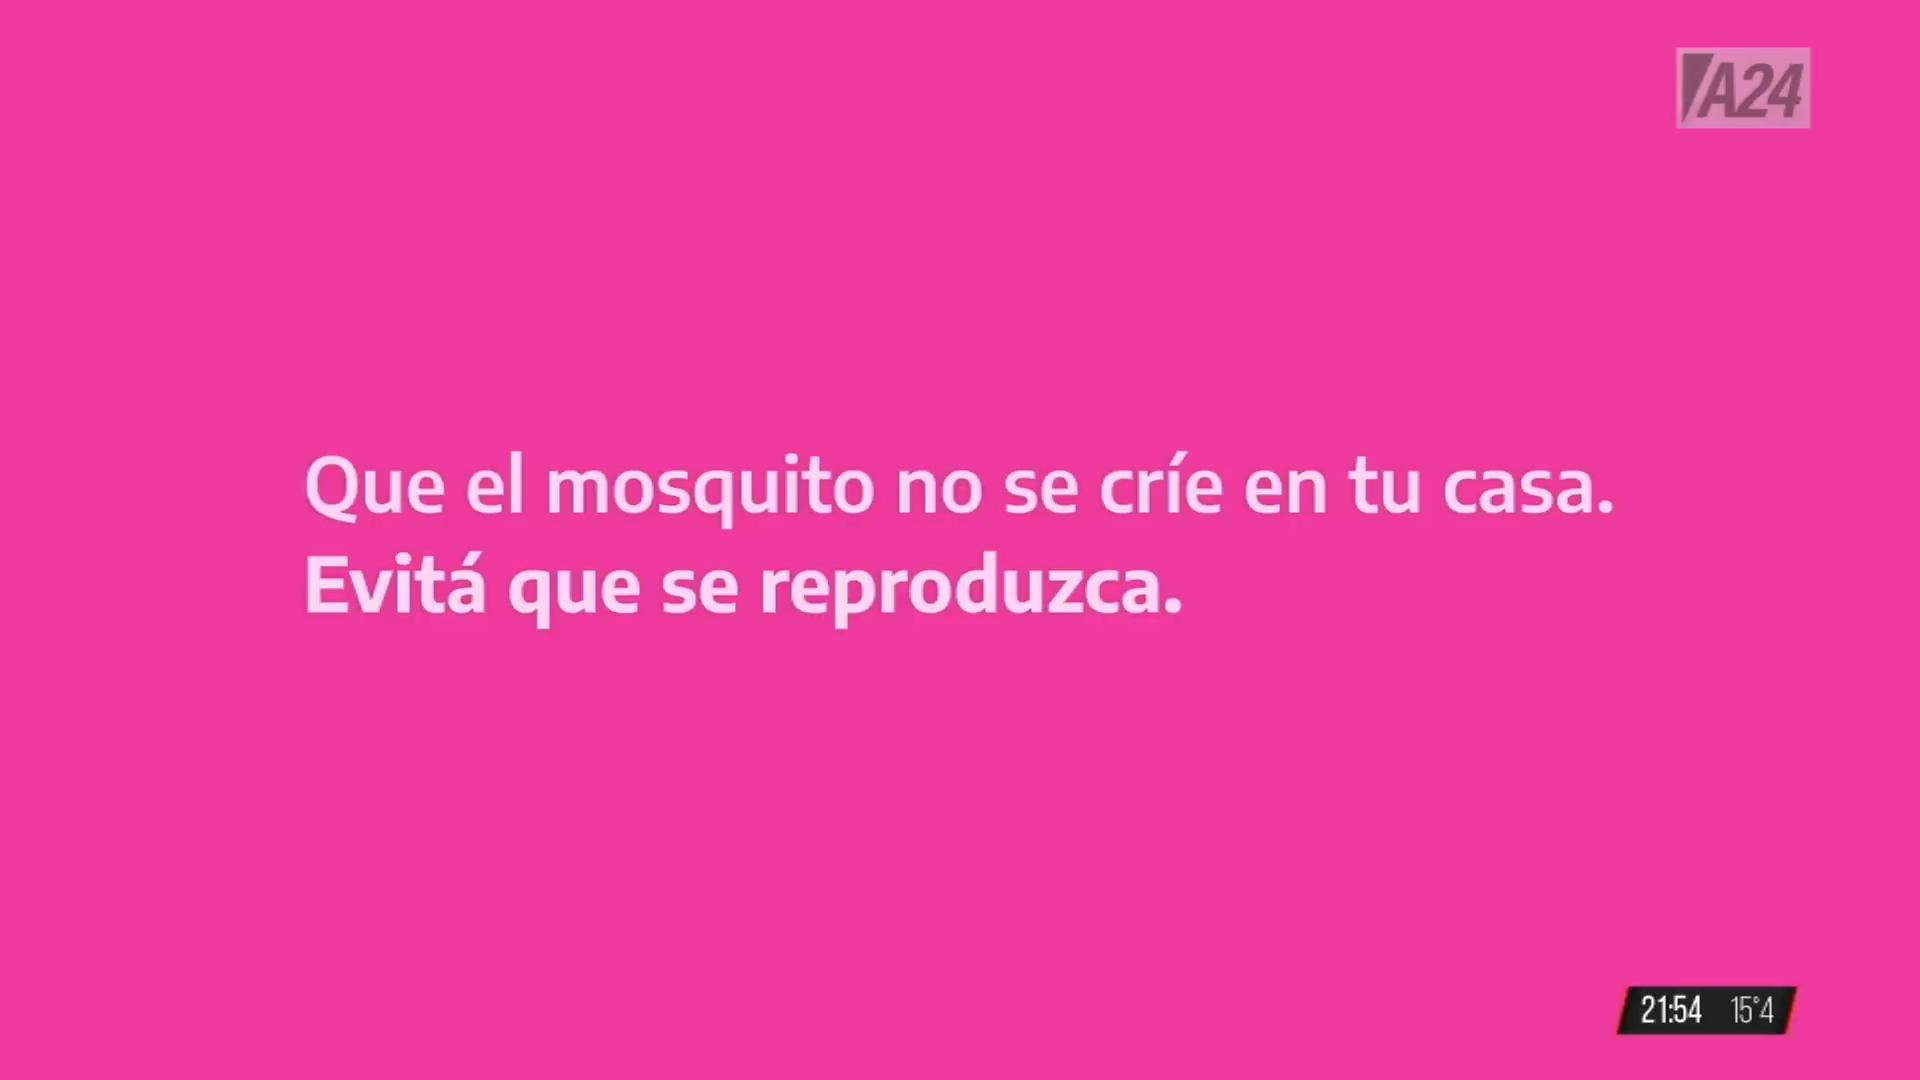 A24
Que el mosquito no se críe en tu casa.
Evitá que se reproduzca.
21:54 15°4